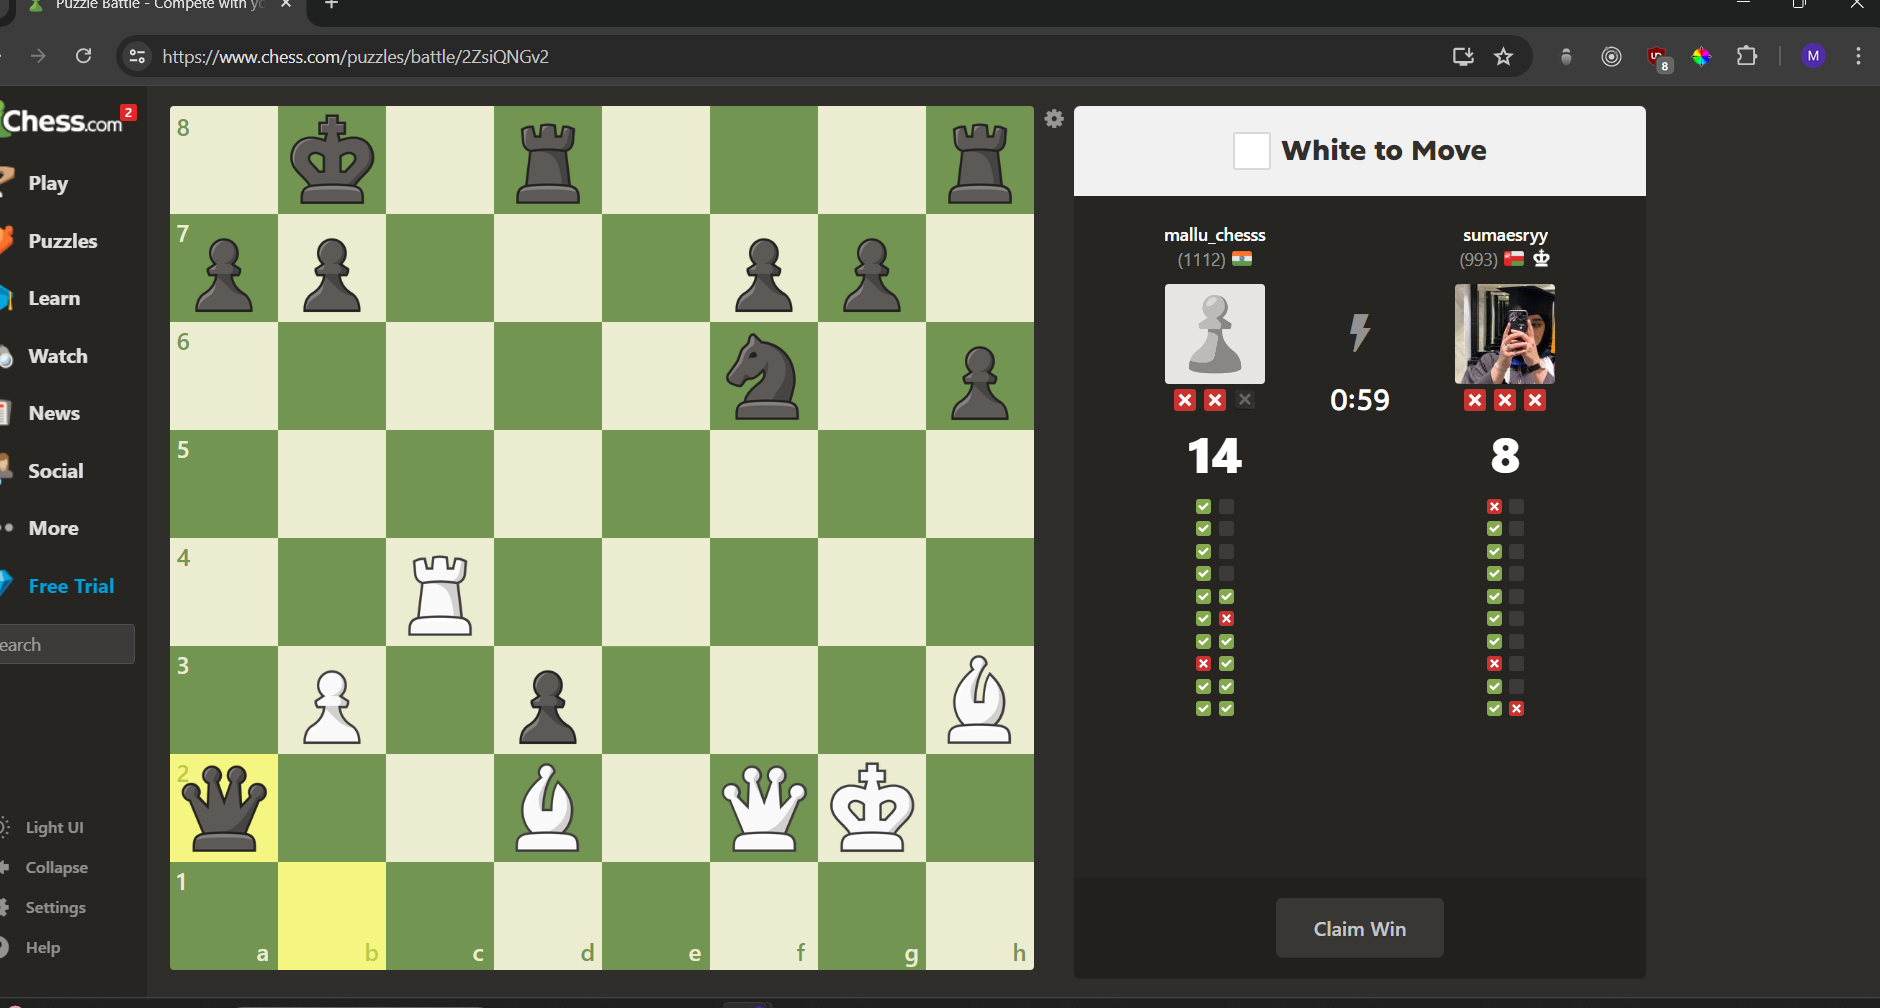 Puzzle Battle - Compete with yo
https://www.chess.com/puzzles/battle/2ZsiQNGv2
8
M
Chess.com
2
Play
Puzzles
Learn
Watch
News
Social
More
Free Trial
earch
Light UI
Collapse
Settings
Help
8
7
6
5
4
3
2
1
a b c d e f g h
White to Move
mallu_chesss
(1112)
sumaesryy
(993)
0:59
14
8
Claim Win